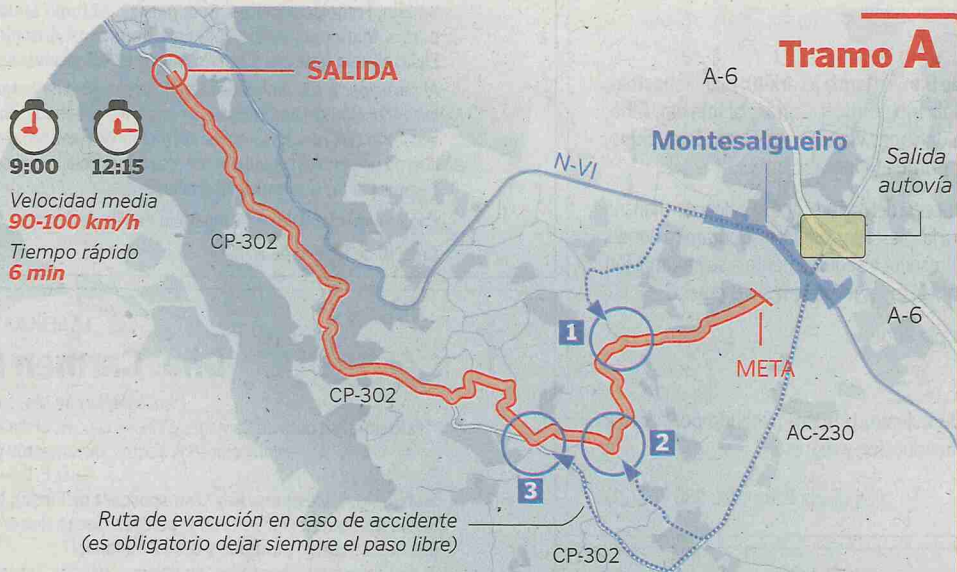 Tramo A
A-6
SALIDA
Montesalgueiro
Salida
autovía
N-VI
9:00
12:15
Velocidad media
90-100 km/h
Tiempo rápido
6 min
CP-302
A-6
1
META
CP-302
AC-230
2
3
Ruta de evacución en caso de accidente
(es obligatorio dejar siempre el paso libre)
CP-302